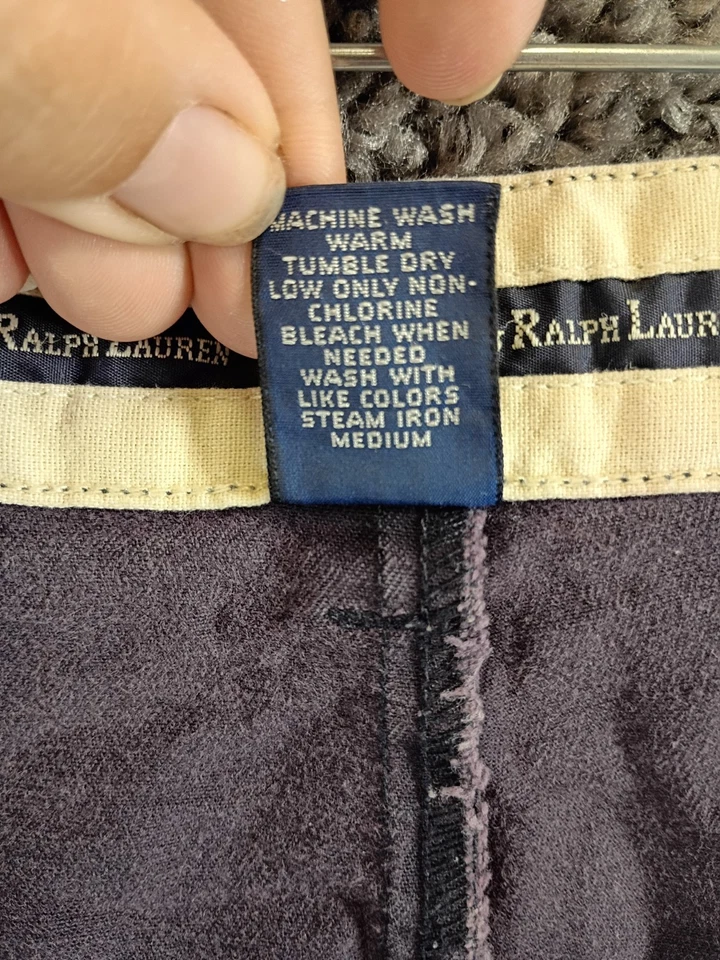 MACHINE WASH
WARM
TUMBLE DRY
LOW ONLY NON-
CHLORINE
BLEACH WHEN
NEEDED
WASH WITH
LIKE COLORS
STEAM IRON
MEDIUM
RALPH LAUREN
RALPH LAUR